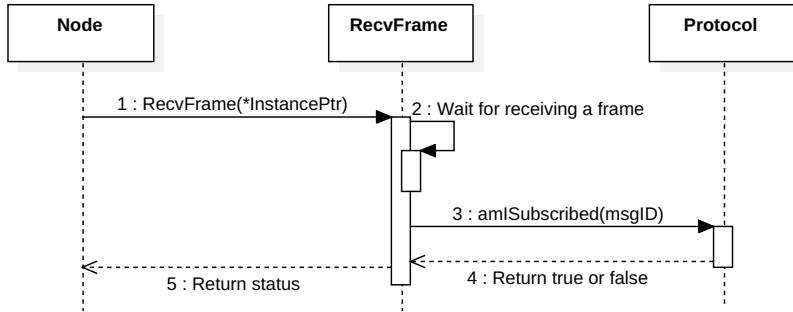 Node
RecvFrame
Protocol
1 : RecvFrame(*InstancePtr)
2 : Wait for receiving a frame
3 : amISubscribed(msgID)
4 : Return true or false
5 : Return status